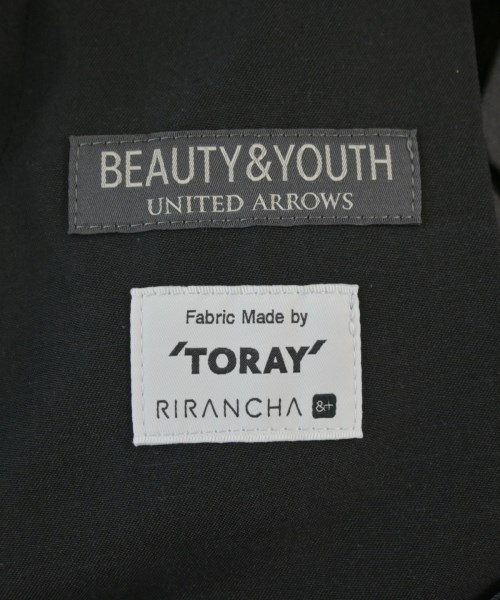 BEAUTY&YOUTH
UNITED ARROWS
Fabric Made by
'TORAY'
RIRANCHA &+